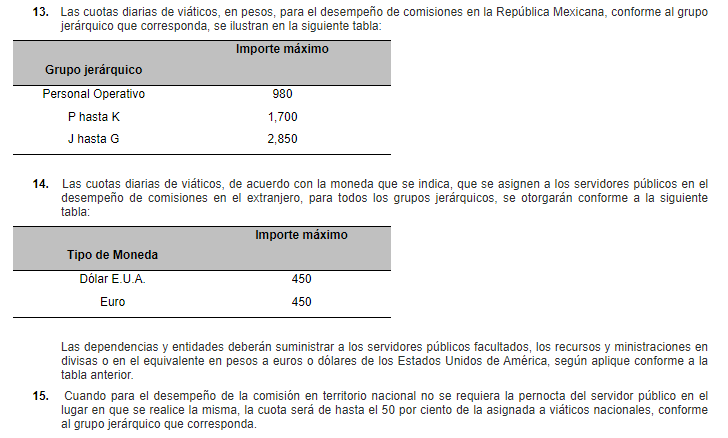 13. Las cuotas diarias de viáticos, en pesos, para el desempeño de comisiones en la República Mexicana, conforme al grupo
jerárquico que corresponda, se ilustran en la siguiente tabla:
Importe máximo
Grupo jerárquico
Personal Operativo 980
P hasta K 1,700
J hasta G 2,850
14. Las cuotas diarias de viáticos, de acuerdo con la moneda que se indica, que se asignen a los servidores públicos en el
desempeño de comisiones en el extranjero, para todos los grupos jerárquicos, se otorgarán conforme a la siguiente
tabla:
Importe máximo
Tipo de Moneda
Dólar E.U.A. 450
Euro 450
Las dependencias y entidades deberán suministrar a los servidores públicos facultados, los recursos y ministraciones en
divisas o en el equivalente en pesos a euros o dólares de los Estados Unidos de América, según aplique conforme a la
tabla anterior.
15. Cuando para el desempeño de la comisión en territorio nacional no se requiera la pernocta del servidor público en el
lugar en que se realice la misma, la cuota será de hasta el 50 por ciento de la asignada a viáticos nacionales, conforme
al grupo jerárquico que corresponda.